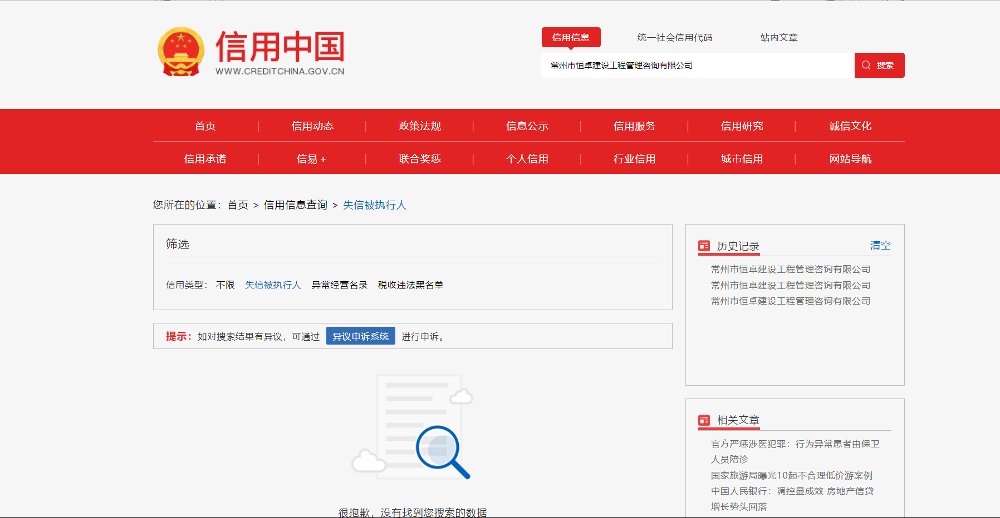 信用中国
WWW.CREDITCHINA.GOV.CN
信用信息
统一社会信用代码
站内文章
常州市恒卓建设工程管理咨询有限公司
搜索
首页 | 信用动态 | 政策法规 | 信息公示 | 信用服务 | 信用研究 | 诚信文化
信用承诺 | 信易+ | 联合奖惩 | 个人信用 | 行业信用 | 城市信用 | 网站导航
您所在的位置：首页 > 信用信息查询 > 失信被执行人
筛选
信用类型： 不限 失信被执行人 异常经营名录 税收违法黑名单
提示：如对搜索结果有异议，可通过 异议申诉系统 进行申诉。
很抱歉，没有找到您搜索的数据
历史记录
清空
常州市恒卓建设工程管理咨询有限公司
常州市恒卓建设工程管理咨询有限公司
常州市恒卓建设工程管理咨询有限公司
相关文章
官方严惩涉医犯罪：行为异常患者由保卫
人员陪诊
国家旅游局曝光10起不合理低价游案例
中国人民银行：调控显成效 房地产信贷
增长势头回落